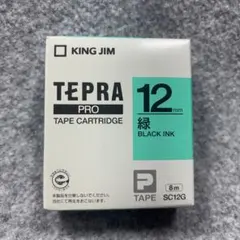 KING JIM
TEPRA
PRO
TAPE CARTRIDGE
12mm
緑
BLACK INK
P
TAPE
8m
SC12G